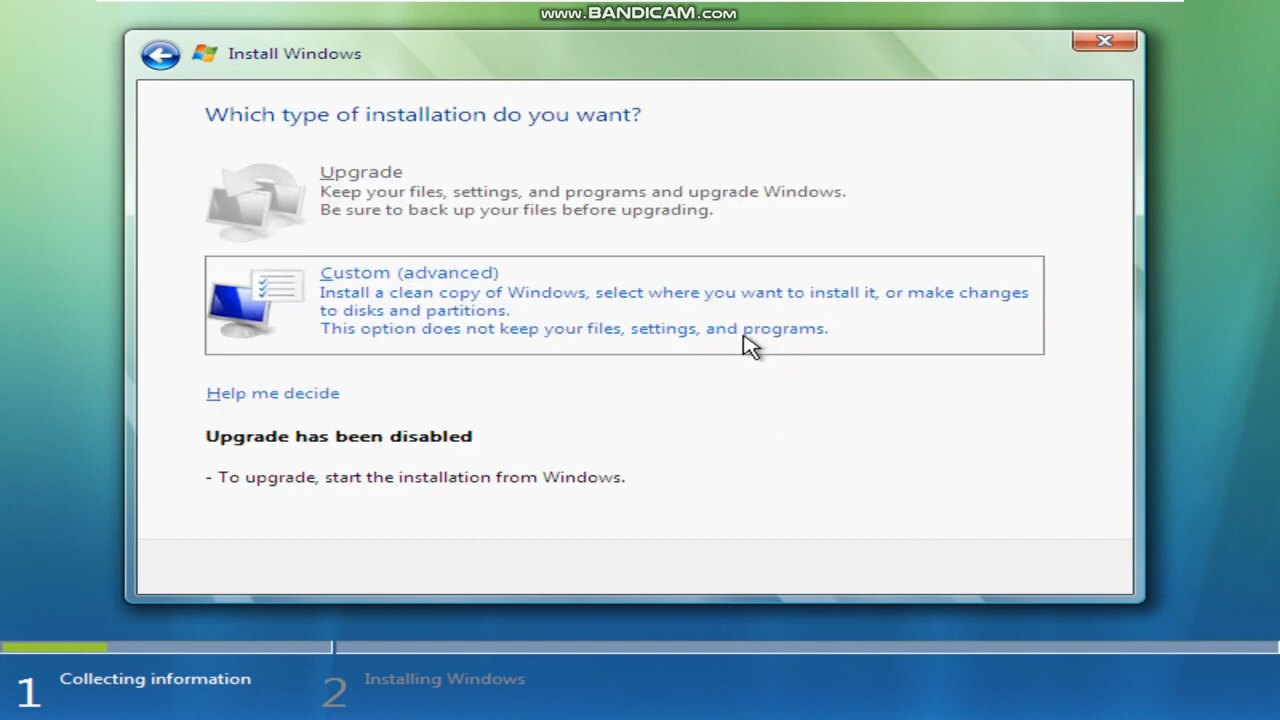 www.BANDICAM.com
Install Windows
Which type of installation do you want?
Upgrade
Keep your files, settings, and programs and upgrade Windows.
Be sure to back up your files before upgrading.
Custom (advanced)
Install a clean copy of Windows, select where you want to install it, or make changes
to disks and partitions.
This option does not keep your files, settings, and programs.
Help me decide
Upgrade has been disabled
- To upgrade, start the installation from Windows.
1 Collecting information
2 Installing Windows